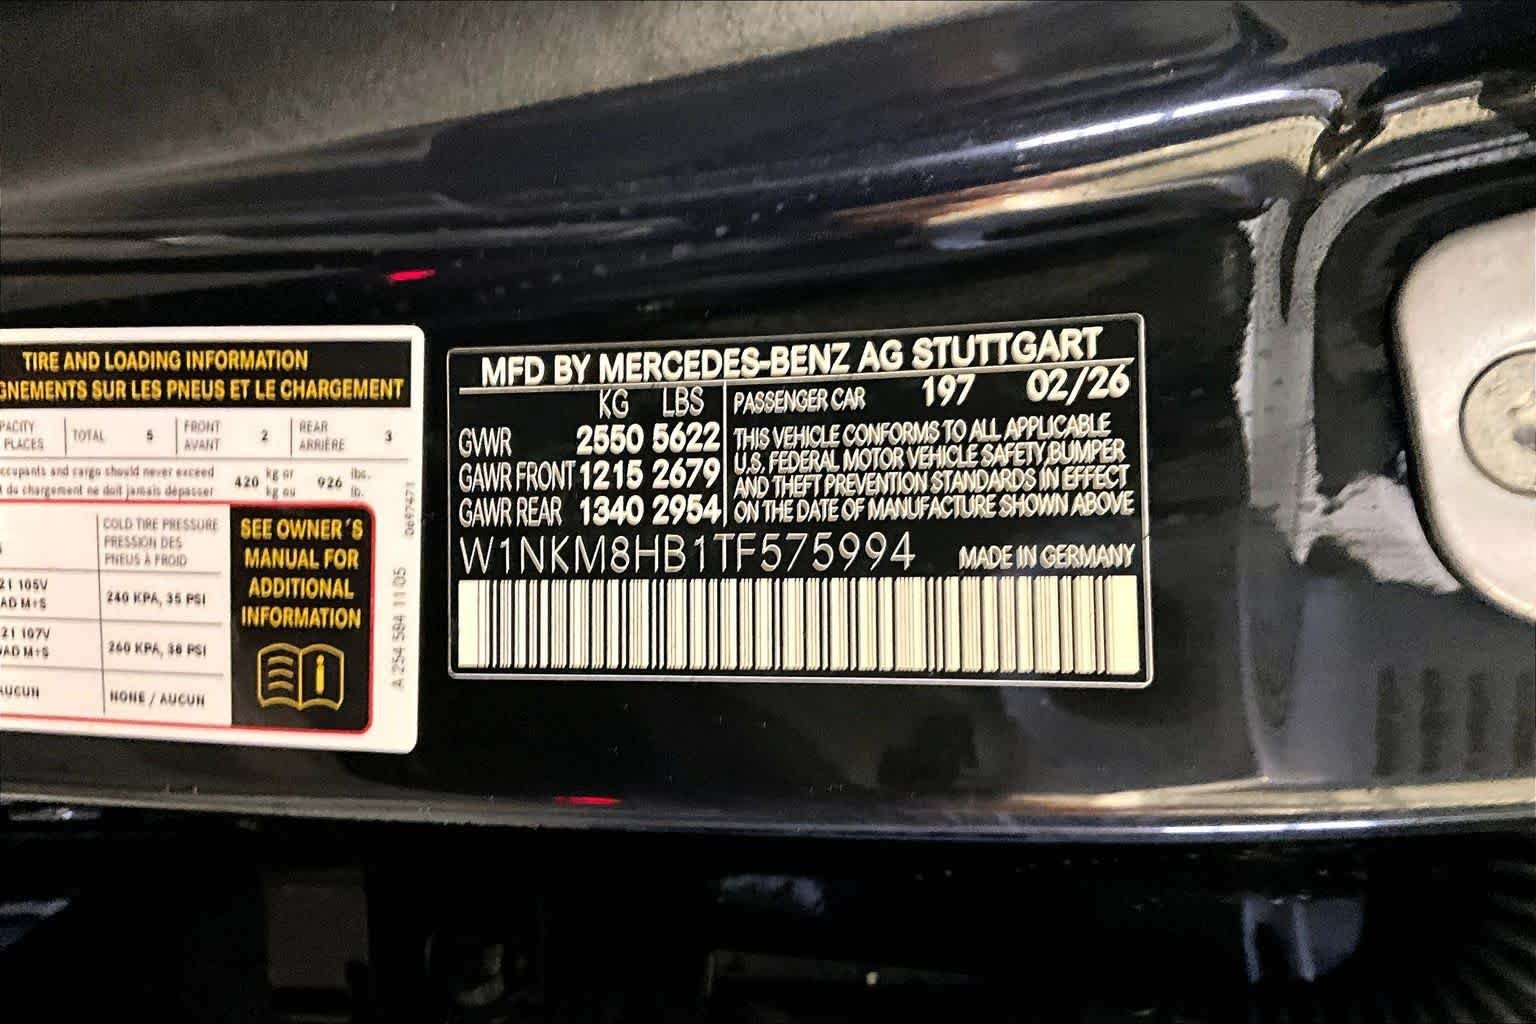 TIRE AND LOADING INFORMATION
GNEMENTS SUR LES PNEUS ET LE CHARGEMENT
PACITY
PLACES
TOTAL 5
FRONT
AVANT
2
REAR
ARRIÈRE
3
ccupants and cargo should never exceed
du chargement ne doit jamais dépasser
420
kg or
kg ou
926
lbs.
lb.
COLD TIRE PRESSURE
PRESSION DES
PNEUS À FROID
21 105V
AD M+S
240 KPA, 35 PSI
21 107V
AD M+S
260 KPA, 38 PSI
AUCUN
NONE / AUCUN
SEE OWNER´S
MANUAL FOR
ADDITIONAL
INFORMATION
0697471
A 254 584 11 05
MFD BY MERCEDES-BENZ AG STUTTGART
KG LBS
GVWR 2550 5622
GAWR FRONT 1215 2679
GAWR REAR 1340 2954
PASSENGER CAR 197 02/26
THIS VEHICLE CONFORMS TO ALL APPLICABLE
U.S. FEDERAL MOTOR VEHICLE SAFETY,BUMPER
AND THEFT PREVENTION STANDARDS IN EFFECT
ON THE DATE OF MANUFACTURE SHOWN ABOVE
W1NKM8HB1TF575994 MADE IN GERMANY